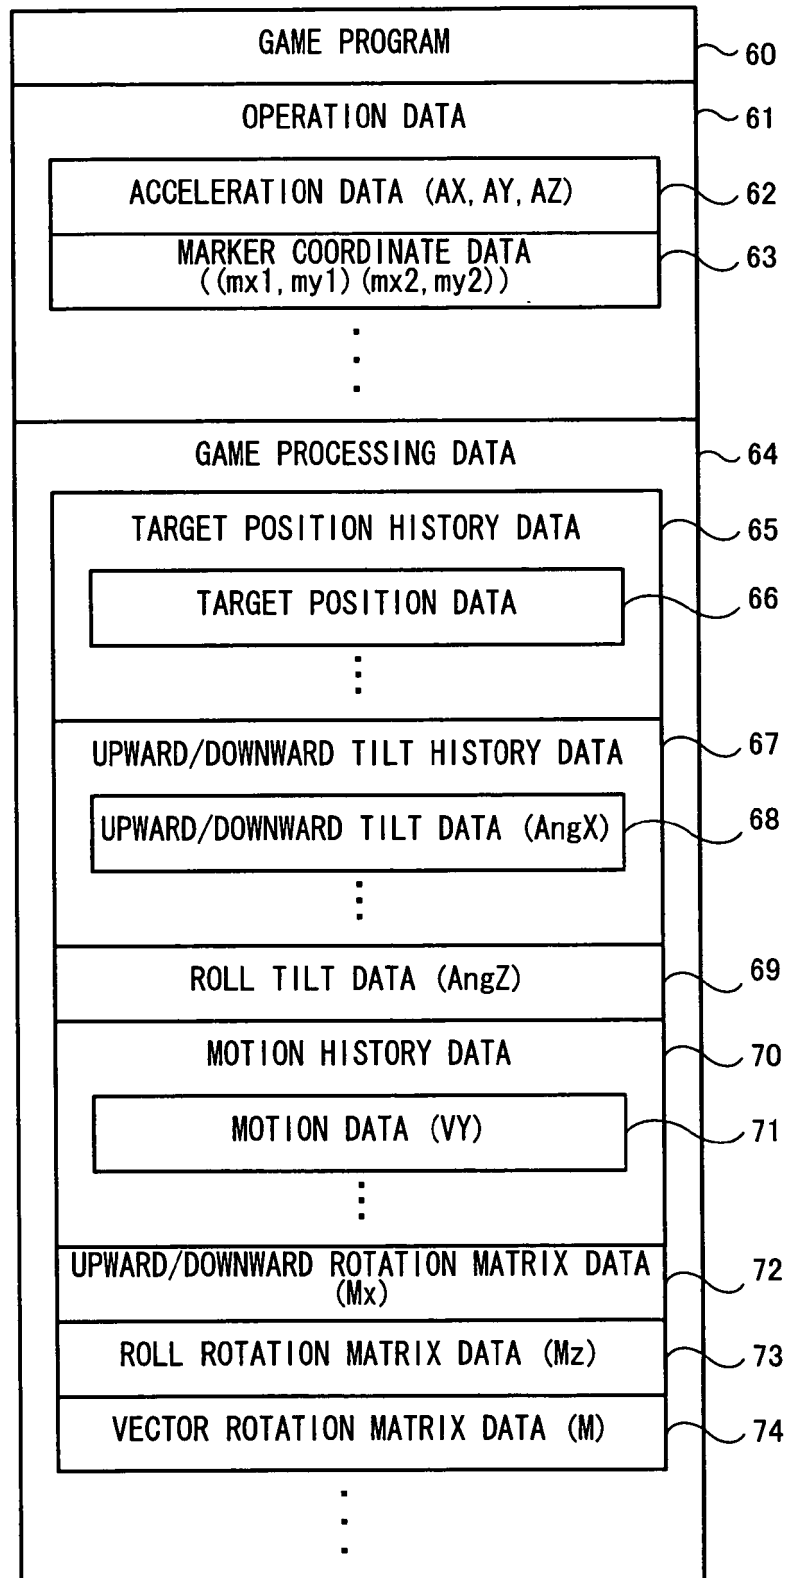 GAME PROGRAM 60
OPERATION DATA 61
ACCELERATION DATA (AX, AY, AZ) 62
MARKER COORDINATE DATA 63
((mx1, my1) (mx2, my2))
GAME PROCESSING DATA 64
TARGET POSITION HISTORY DATA 65
TARGET POSITION DATA 66
UPWARD/DOWNWARD TILT HISTORY DATA 67
UPWARD/DOWNWARD TILT DATA (AngX) 68
ROLL TILT DATA (AngZ) 69
MOTION HISTORY DATA 70
MOTION DATA (VY) 71
UPWARD/DOWNWARD ROTATION MATRIX DATA 72
(Mx)
ROLL ROTATION MATRIX DATA (Mz) 73
VECTOR ROTATION MATRIX DATA (M) 74